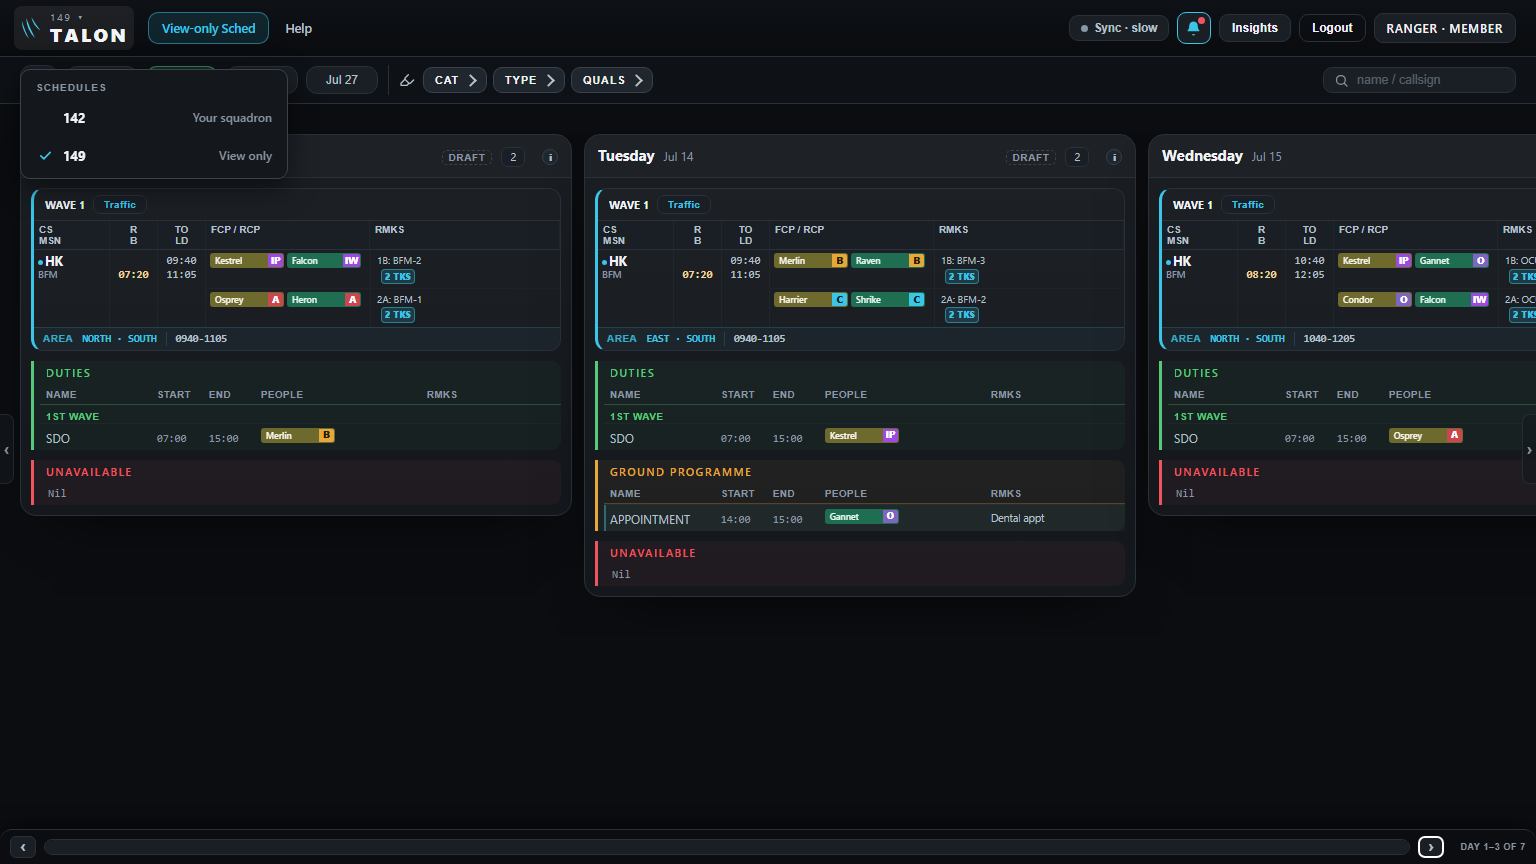 149 ▾
TALON
View-only Sched
Help
Sync · slow
Insights
Logout
RANGER · MEMBER
Jul 27
CAT
TYPE
QUALS
name / callsign
SCHEDULES
142 Your squadron
149 View only
DRAFT 2 i
WAVE 1 Traffic
CS MSN R B TO LD FCP / RCP RMKS
HK BFM 07:20 09:40 11:05 Kestrel IP Falcon IW 1B: BFM-2 2 TKS
Osprey A Heron A 2A: BFM-1 2 TKS
AREA NORTH · SOUTH 0940-1105
DUTIES
NAME START END PEOPLE RMKS
1ST WAVE
SDO 07:00 15:00 Merlin B
UNAVAILABLE
Nil
Tuesday Jul 14 DRAFT 2 i
WAVE 1 Traffic
CS MSN R B TO LD FCP / RCP RMKS
HK BFM 07:20 09:40 11:05 Merlin B Raven B 1B: BFM-3 2 TKS
Harrier C Shrike C 2A: BFM-2 2 TKS
AREA EAST · SOUTH 0940-1105
DUTIES
NAME START END PEOPLE RMKS
1ST WAVE
SDO 07:00 15:00 Kestrel IP
GROUND PROGRAMME
NAME START END PEOPLE RMKS
APPOINTMENT 14:00 15:00 Gannet O Dental appt
UNAVAILABLE
Nil
Wednesday Jul 15
WAVE 1 Traffic
CS MSN R B TO LD FCP / RCP RMKS
HK BFM 08:20 10:40 12:05 Kestrel IP Gannet O 1B: OCU 2 TKS
Condor O Falcon IW 2A: OCU 2 TKS
AREA NORTH · SOUTH 1040-1205
DUTIES
NAME START END PEOPLE
1ST WAVE
SDO 07:00 15:00 Osprey A
UNAVAILABLE
Nil
DAY 1–3 OF 7